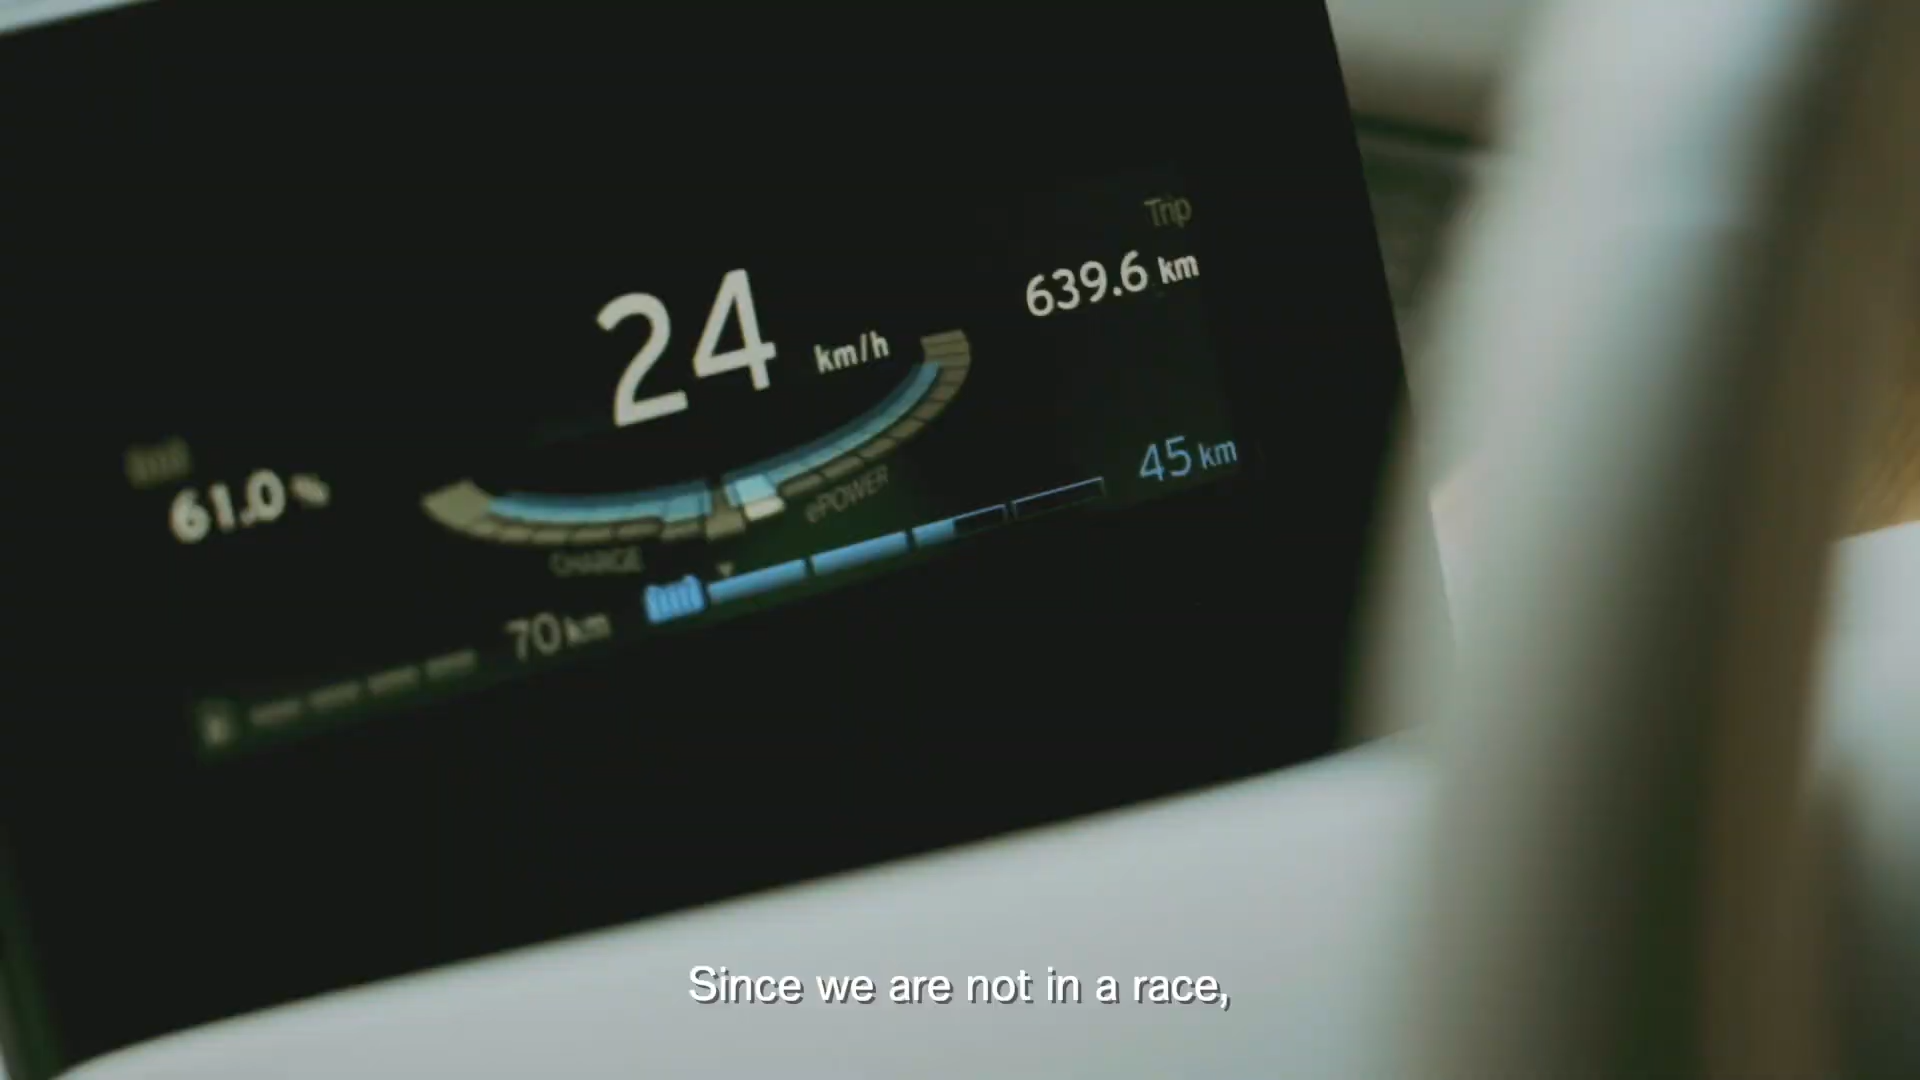 Trip
639.6 km
24 km/h
61.0 %
CHARGE
ePOWER
45 km
70 km
Since we are not in a race,